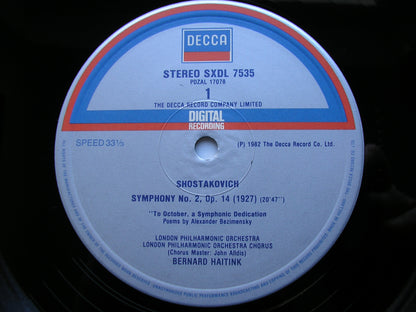 DECCA
STEREO SXDL 7535
PDZAL 17078
1
THE DECCA RECORD COMPANY LIMITED
DIGITAL
RECORDING
SPEED 33⅓
(P) 1982 The Decca Record Co. Ltd.
SHOSTAKOVICH
SYMPHONY No. 2, Op. 14 (1927) (20'47'')
"To October, a Symphonic Dedication
Poems by Alexander Bezimensky
LONDON PHILHARMONIC ORCHESTRA
LONDON PHILHARMONIC ORCHESTRA CHORUS
(Chorus Master: John Alldis)
BERNARD HAITINK